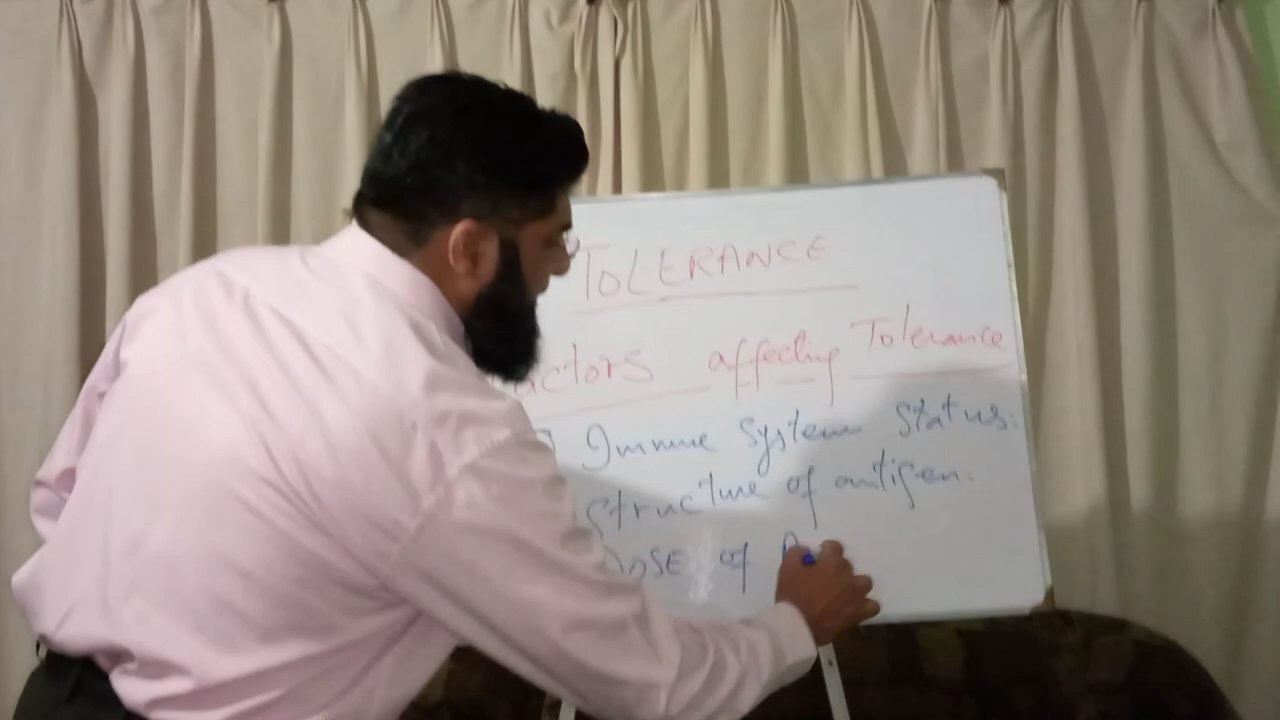 TOLERANCE
actors affecting Tolerance
Immune System Status:
structure of antigen.
DOSE of A